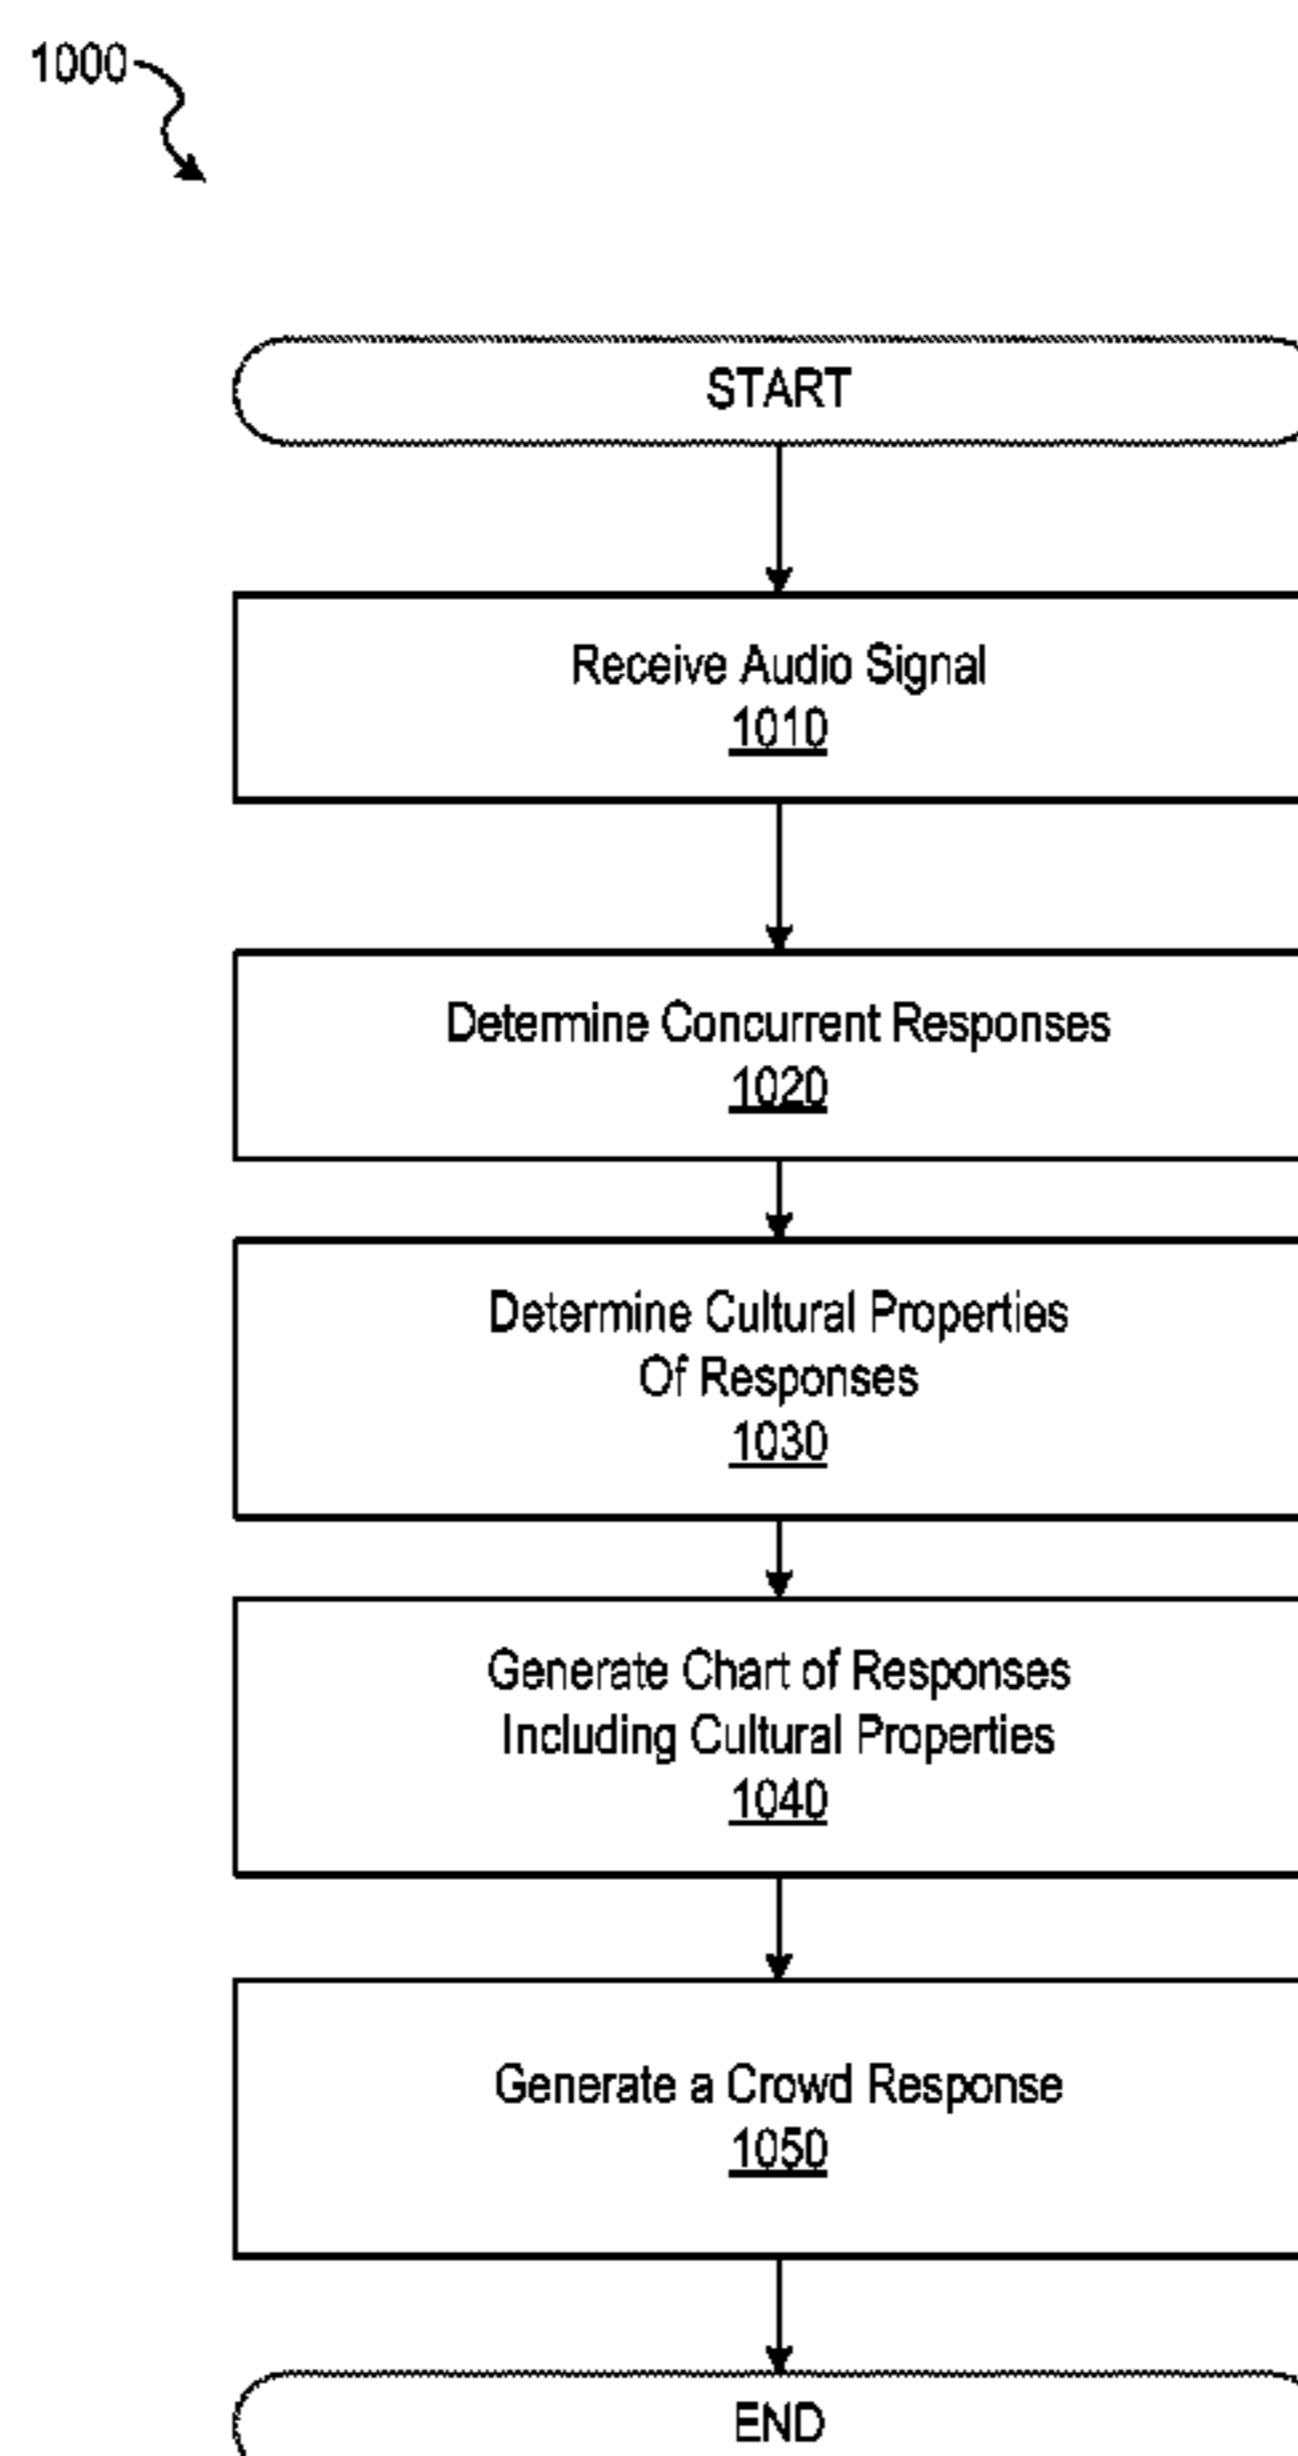 1000
START
Receive Audio Signal
1010
Determine Concurrent Responses
1020
Determine Cultural Properties
Of Responses
1030
Generate Chart of Responses
Including Cultural Properties
1040
Generate a Crowd Response
1050
END